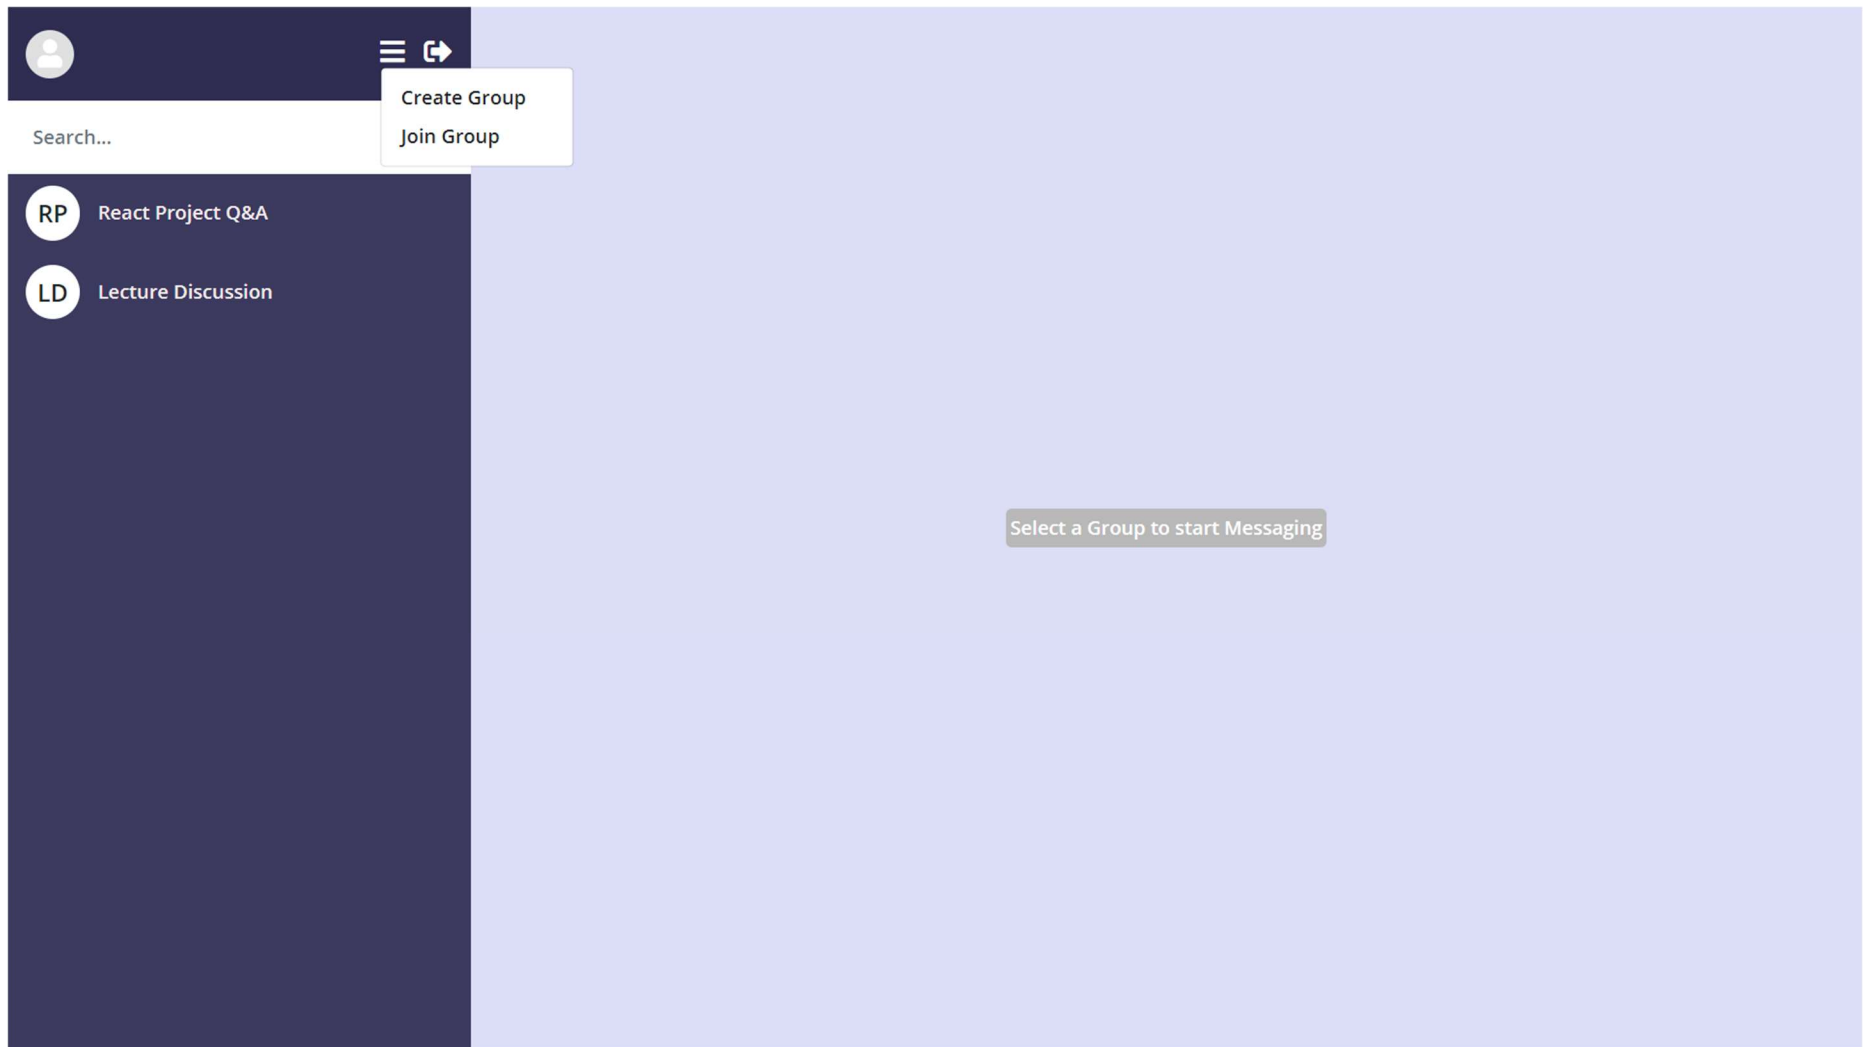 Create Group
Join Group
Search...
RP React Project Q&A
LD Lecture Discussion
Select a Group to start Messaging